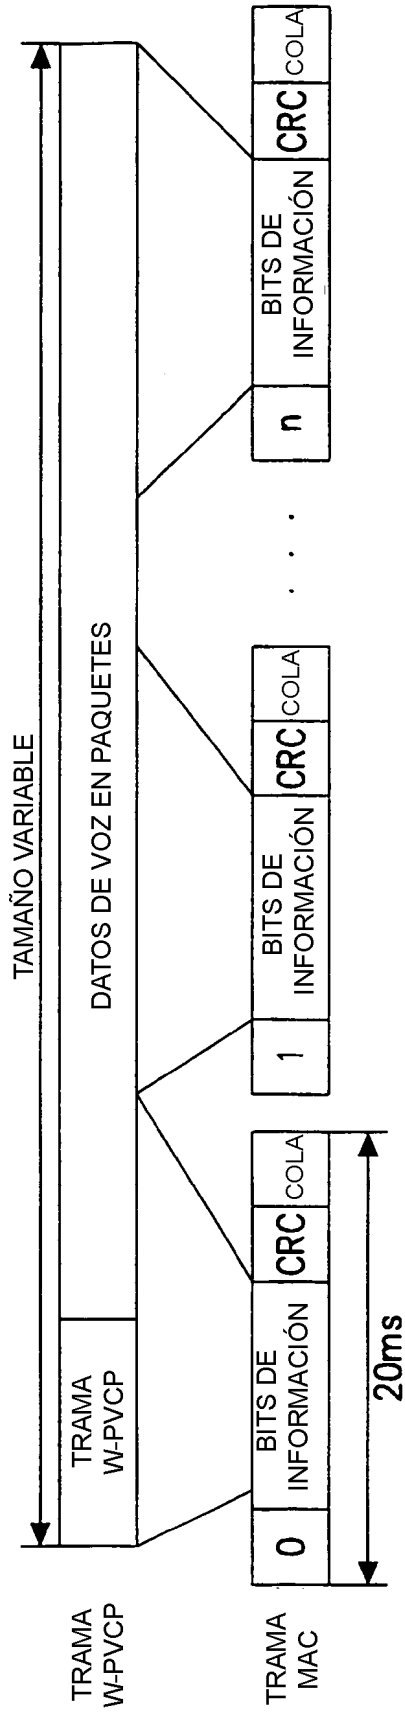 TAMAÑO VARIABLE
TRAMA
W-PVCP
TRAMA
W-PVCP
DATOS DE VOZ EN PAQUETES
TRAMA
MAC
0
BITS DE
INFORMACIÓN
CRC
COLA
1
BITS DE
INFORMACIÓN
CRC
COLA
. . .
n
BITS DE
INFORMACIÓN
CRC
COLA
20ms